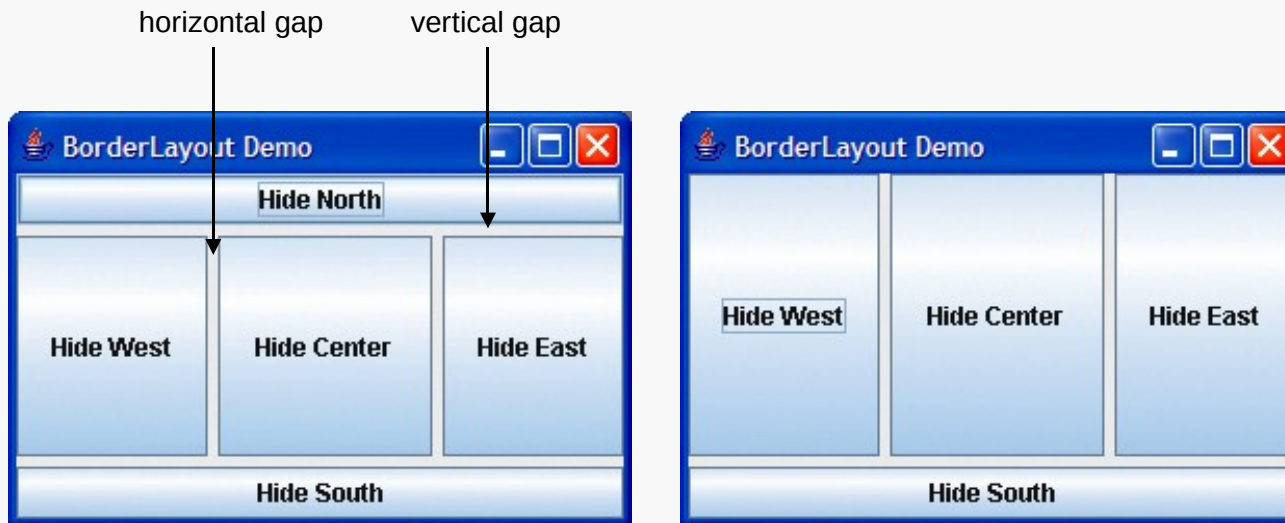 horizontal gap
vertical gap
BorderLayout Demo
Hide North
Hide West
Hide Center
Hide East
Hide South
BorderLayout Demo
Hide West
Hide Center
Hide East
Hide South